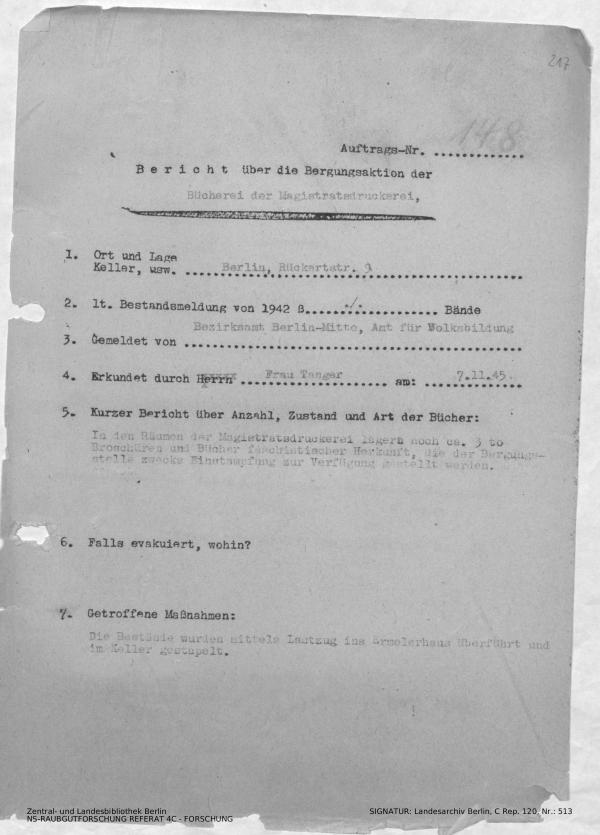 217
Auftrags-Nr. 148
Bericht über die Bergungsaktion der
Bücherei der Magistratsdruckerei,
1. Ort und Lage
Keller, usw. Berlin, Rückertstr. 9
2. lt. Bestandsmeldung von 1942 ß...../......... Bände
Bezirksamt Berlin-Mitte, Amt für Volksbildung
3. Gemeldet von
4. Erkundet durch Herrn Frau Tanger am: 7.11.45.
5. Kurzer Bericht über Anzahl, Zustand und Art der Bücher:
In den Räumen der Magistratsdruckerei lagern noch ca. 3 to
Broschüren und Bücher faschistischer Herkunft, die der Bergungs-
stelle zwecks Einstampfung zur Verfügung gestellt werden.
6. Falls evakuiert, wohin?
7. Getroffene Maßnahmen:
Die Bestände wurden mittels Lastzug ins Ermelerhaus überführt und
im Keller gestapelt.
Zentral- und Landesbibliothek Berlin
NS-RAUBGUTFORSCHUNG REFERAT 4C - FORSCHUNG
SIGNATUR: Landesarchiv Berlin, C Rep. 120, Nr.: 513